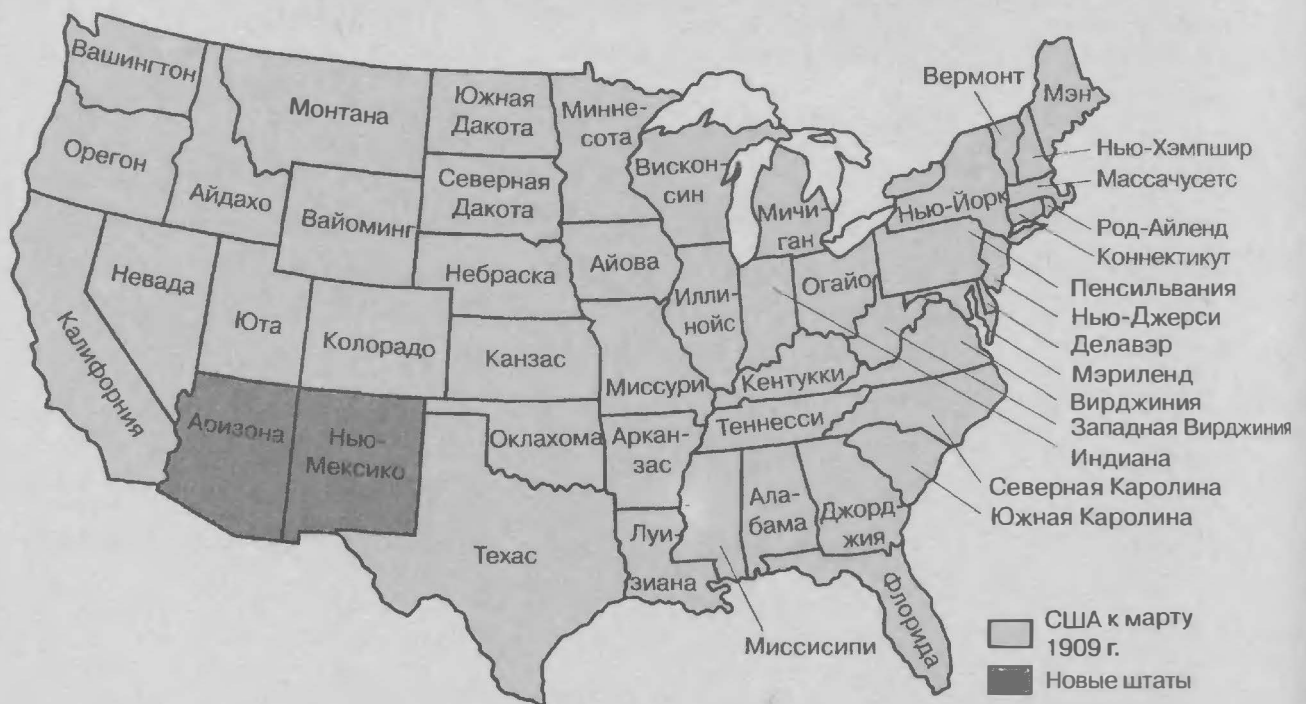 Вашингтон
Монтана
Южная
Дакота
Минне-
сота
Орегон
Айдахо
Вайоминг
Северная
Дакота
Вискон-
син
Мичи-
ган
Вермонт
Мэн
Нью-Хэмпшир
Массачусетс
Нью-Йорк
Род-Айленд
Коннектикут
Пенсильвания
Нью-Джерси
Делавэр
Мэриленд
Вирджиния
Западная Вирджиния
Индиана
Северная Каролина
Южная Каролина
Невада
Юта
Колорадо
Небраска
Айова
Илли-
нойс
Огайо
Калифорния
Канзас
Миссури
Кентукки
Аризона
Нью-
Мексико
Оклахома
Аркан-
зас
Теннесси
Техас
Луи-
зиана
Миссисипи
Ала-
бама
Джорд-
жия
Флорида
США к марту
1909 г.
Новые штаты